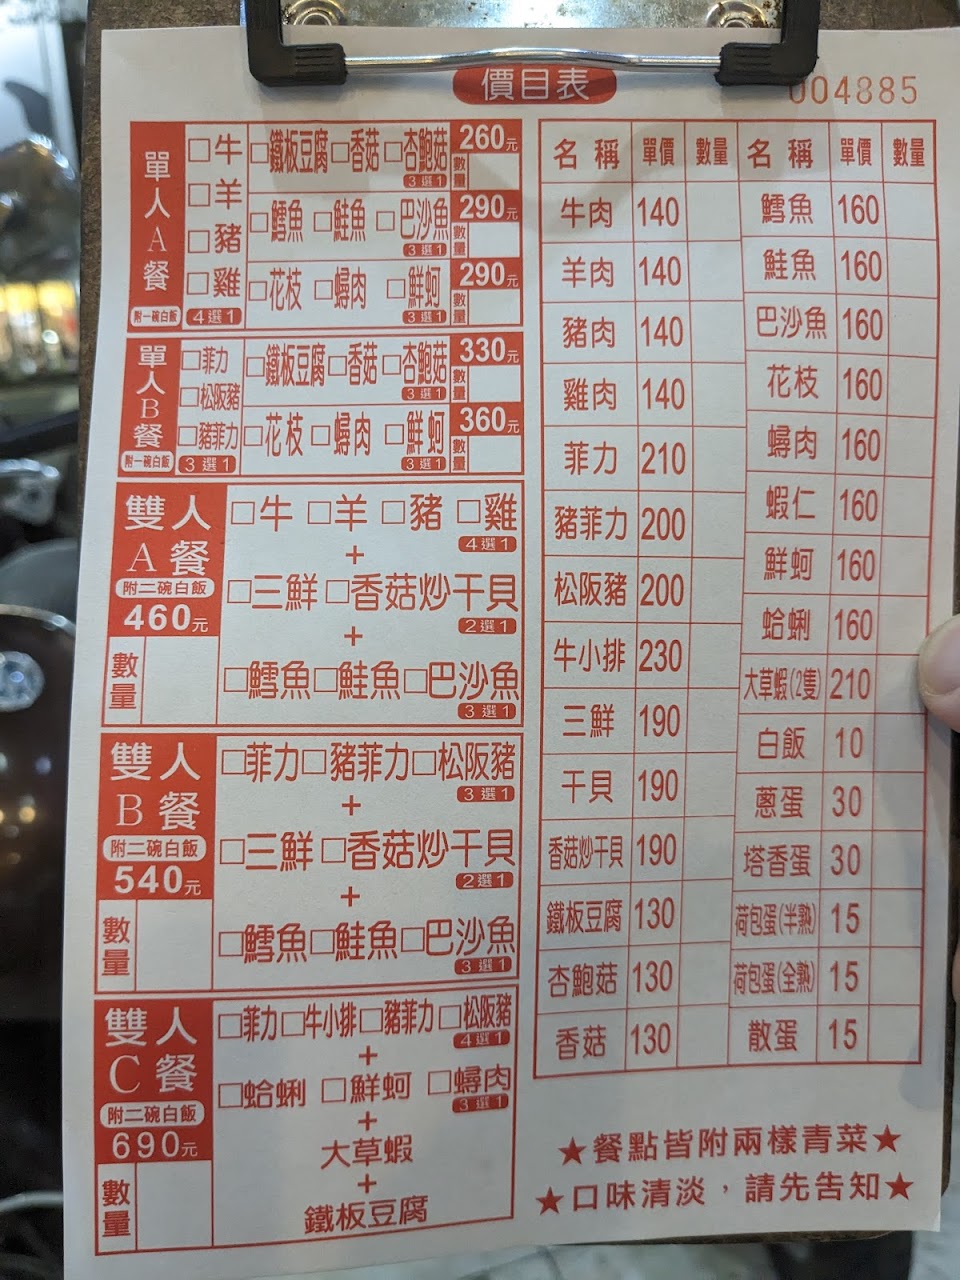 價目表
004885
單人A餐
附一碗白飯
□牛
□羊
□豬
□雞
4選1
□鐵板豆腐□香菇□杏鮑菇
3選1
260元
數量
□鱈魚 □鮭魚 □巴沙魚
3選1
290元
數量
□花枝 □蟳肉 □鮮蚵
3選1
290元
數量
單人B餐
附一碗白飯
□菲力
□松阪豬
□豬菲力
3選1
□鐵板豆腐□香菇□杏鮑菇
3選1
330元
數量
□花枝□蟳肉 □鮮蚵
3選1
360元
數量
雙人
A餐
附二碗白飯
460元
數量
□牛 □羊 □豬 □雞
4選1
+
□三鮮 □香菇炒干貝
2選1
+
□鱈魚□鮭魚□巴沙魚
3選1
雙人
B餐
附二碗白飯
540元
數量
□菲力□豬菲力□松阪豬
3選1
+
□三鮮 □香菇炒干貝
2選1
+
□鱈魚□鮭魚□巴沙魚
3選1
雙人
C餐
附二碗白飯
690元
數量
□菲力□牛小排□豬菲力□松阪豬
4選1
+
□蛤蜊 □鮮蚵 □蟳肉
3選1
+
大草蝦
+
鐵板豆腐
名稱 單價 數量 名稱 單價 數量
牛肉 140 鱈魚 160
羊肉 140 鮭魚 160
豬肉 140 巴沙魚 160
雞肉 140 花枝 160
菲力 210 蟳肉 160
豬菲力 200 蝦仁 160
松阪豬 200 鮮蚵 160
牛小排 230 蛤蜊 160
三鮮 190 大草蝦(2隻) 210
干貝 190 白飯 10
香菇炒干貝 190 蔥蛋 30
鐵板豆腐 130 塔香蛋 30
杏鮑菇 130 荷包蛋(半熟) 15
香菇 130 荷包蛋(全熟) 15
散蛋 15
★餐點皆附兩樣青菜★
★口味清淡，請先告知★